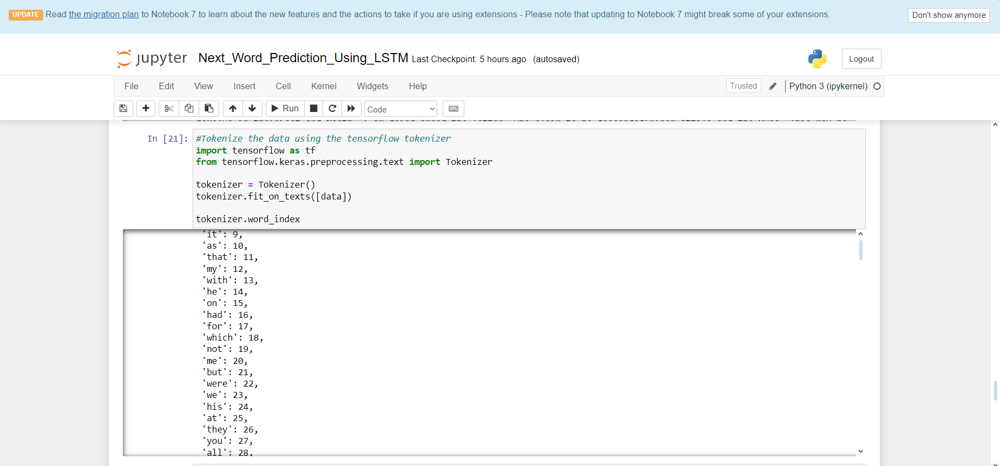 UPDATE Read the migration plan to Notebook 7 to learn about the new features and the actions to take if you are using extensions - Please note that updating to Notebook 7 might break some of your extensions. Don't show anymore
jupyter Next_Word_Prediction_Using_LSTM Last Checkpoint: 5 hours ago (autosaved) Logout
File Edit View Insert Cell Kernel Widgets Help Trusted Python 3 (ipykernel)
Run Code
In [21]: #Tokenize the data using the tensorflow tokenizer
import tensorflow as tf
from tensorflow.keras.preprocessing.text import Tokenizer
tokenizer = Tokenizer()
tokenizer.fit_on_texts([data])
tokenizer.word_index
'it': 9,
'as': 10,
'that': 11,
'my': 12,
'with': 13,
'he': 14,
'on': 15,
'had': 16,
'for': 17,
'which': 18,
'not': 19,
'me': 20,
'but': 21,
'were': 22,
'we': 23,
'his': 24,
'at': 25,
'they': 26,
'you': 27,
'all': 28,